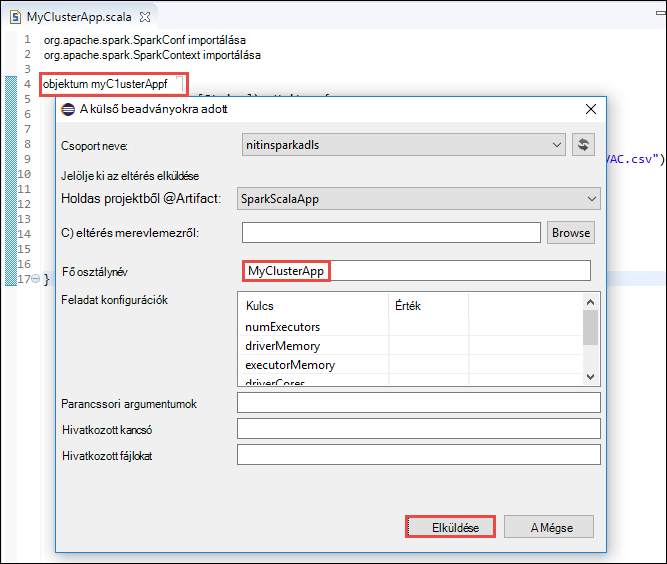 MyClusterApp.scala
1 org.apache.spark.SparkConf importálása
2 org.apache.spark.SparkContext importálása
3
4 objektum myC1usterAppf
5
6
7
8
9 VAC.csv")
10
11
12
13
14
15
16
17 }
A külső beadványokra adott
Csoport neve: nitinsparkadls
Jelölje ki az eltérés elküldése
Holdas projektből @Artifact: SparkScalaApp
C) eltérés merevlemezről: Browse
Fő osztálynév MyClusterApp
Feladat konfigurációk Kulcs Érték
numExecutors
driverMemory
executorMemory
driverCores
Parancssori argumentumok
Hivatkozott kancsó
Hivatkozott fájlokat
Elküldése A Mégse